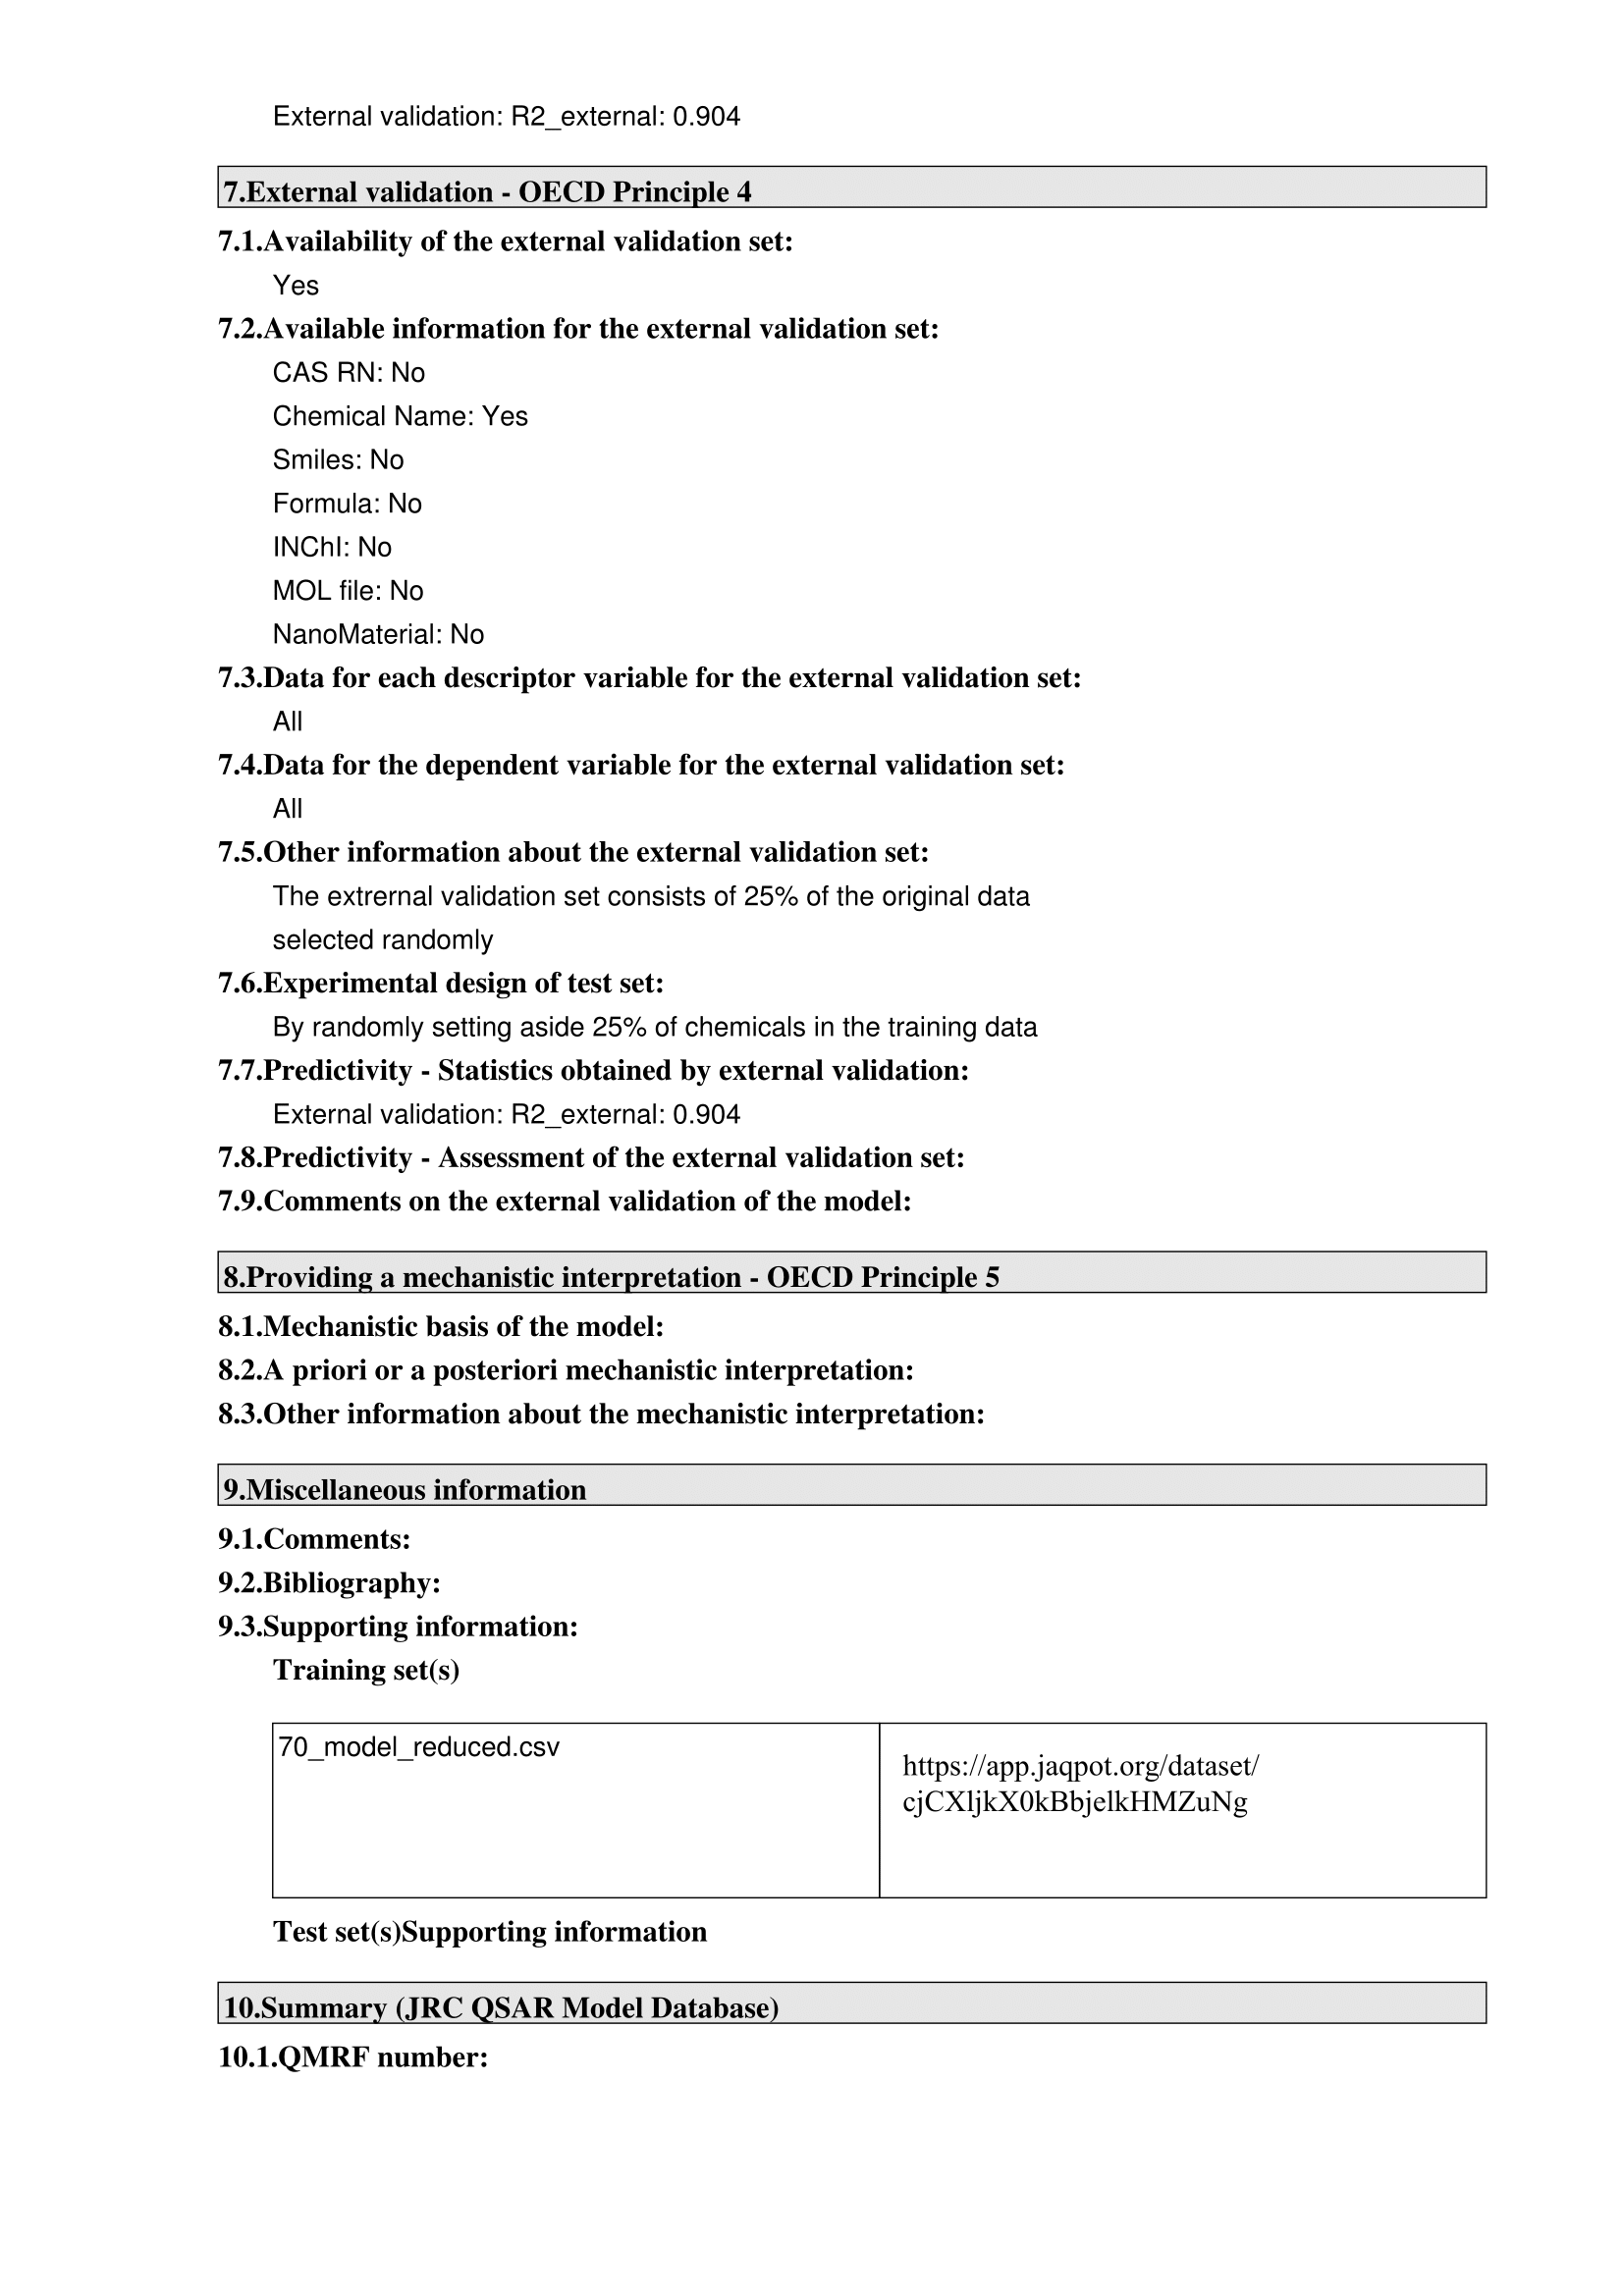 External validation: R2_external: 0.904
7.External validation - OECD Principle 4
7.1.Availability of the external validation set:
Yes
7.2.Available information for the external validation set:
CAS RN: No
Chemical Name: Yes
Smiles: No
Formula: No
INChI: No
MOL file: No
NanoMaterial: No
7.3.Data for each descriptor variable for the external validation set:
All
7.4.Data for the dependent variable for the external validation set:
All
7.5.Other information about the external validation set:
The extrernal validation set consists of 25% of the original data
selected randomly
7.6.Experimental design of test set:
By randomly setting aside 25% of chemicals in the training data
7.7.Predictivity - Statistics obtained by external validation:
External validation: R2_external: 0.904
7.8.Predictivity - Assessment of the external validation set:
7.9.Comments on the external validation of the model:
8.Providing a mechanistic interpretation - OECD Principle 5
8.1.Mechanistic basis of the model:
8.2.A priori or a posteriori mechanistic interpretation:
8.3.Other information about the mechanistic interpretation:
9.Miscellaneous information
9.1.Comments:
9.2.Bibliography:
9.3.Supporting information:
Training set(s)
70_model_reduced.csv
https://app.jaqpot.org/dataset/
cjCXljkX0kBbjelkHMZuNg
Test set(s)Supporting information
10.Summary (JRC QSAR Model Database)
10.1.QMRF number: